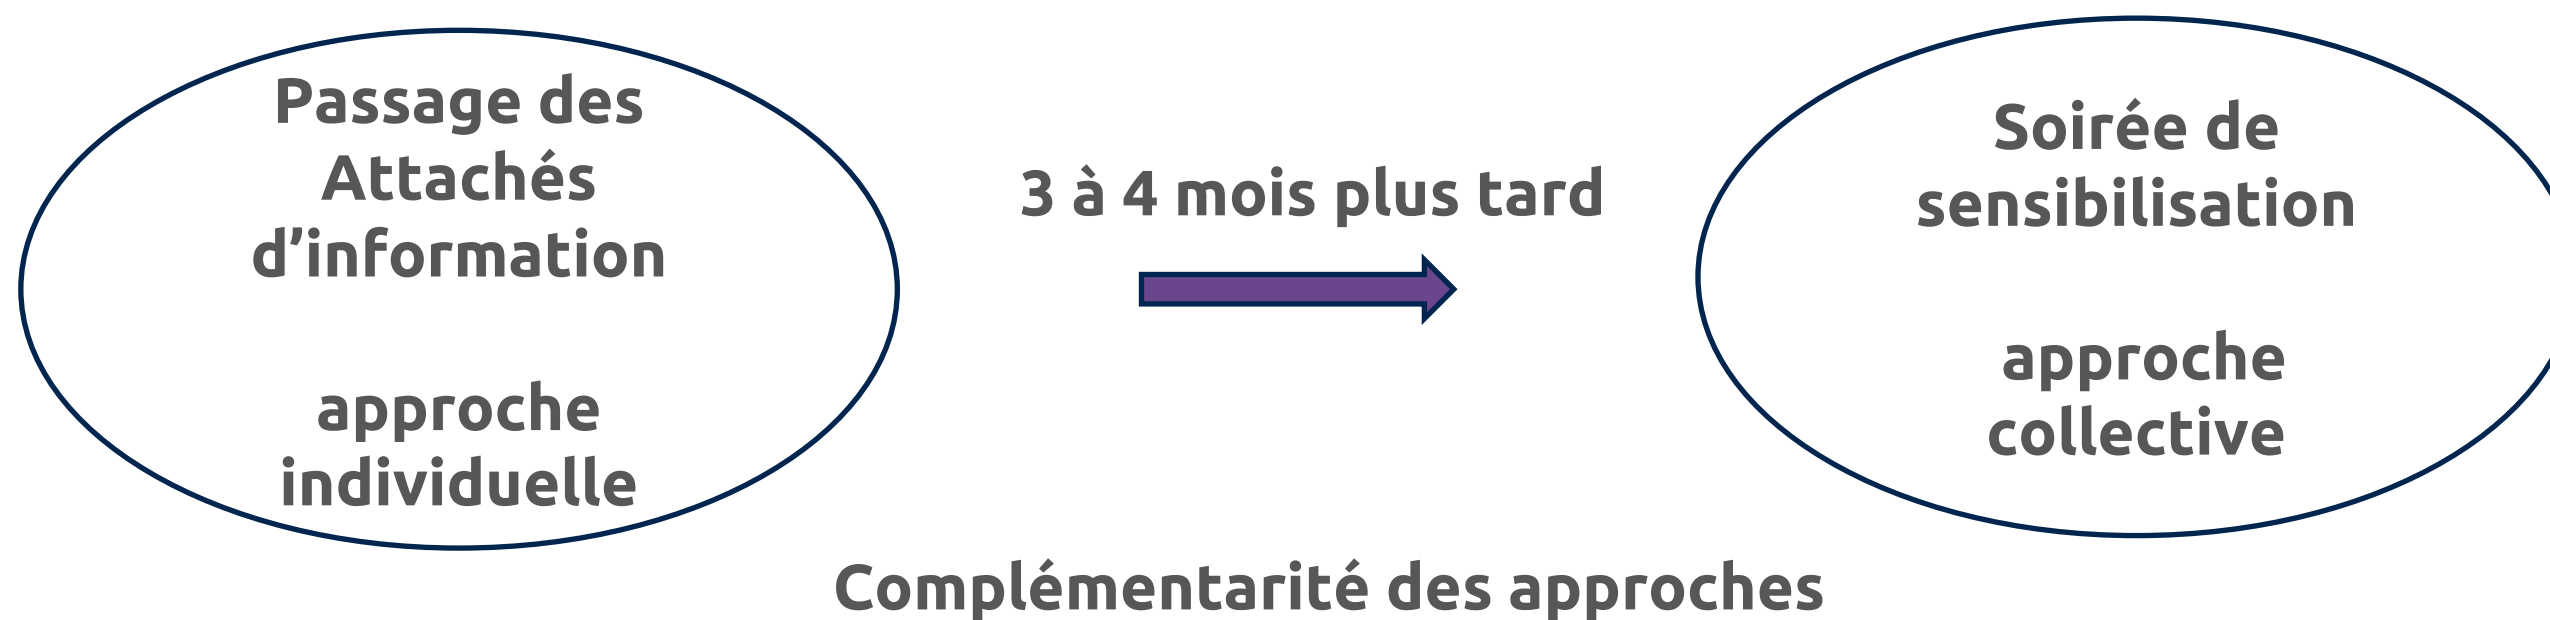 Passage des
Attachés
d’information
approche
individuelle
3 à 4 mois plus tard
Soirée de
sensibilisation
approche
collective
Complémentarité des approches